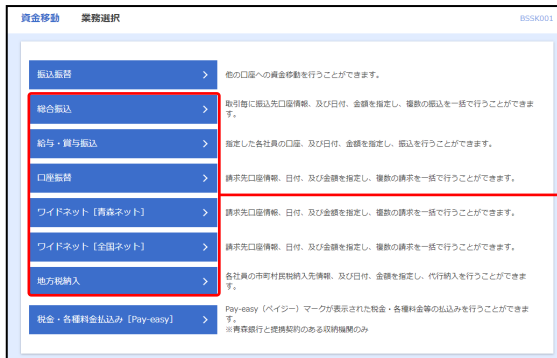 資金移動 業務選択 BSSK001
振込振替 他の口座への資金移動を行うことができます。
総合振込 取引毎に振込先口座情報、及び日付、金額を指定し、複数の振込を一括で行うことができま
す。
給与・賞与振込 指定した各社員の口座、及び日付、金額を指定し、振込を行うことができます。
口座振替 請求先口座情報、日付、及び金額を指定し、複数の請求を一括で行うことができます。
ワイドネット［青森ネット］ 請求先口座情報、日付、及び金額を指定し、複数の請求を一括で行うことができます。
ワイドネット［全国ネット］ 請求先口座情報、日付、及び金額を指定し、複数の請求を一括で行うことができます。
地方税納入 各社員の市町村民税納入先情報、及び日付、金額を指定し、代行納入を行うことができま
す。
税金・各種料金払込み［Pay-easy］ Pay-easy（ペイジー）マークが表示された税金・各種料金等の払込みを行うことができま
す。
※青森銀行と提携契約のある収納機関のみ